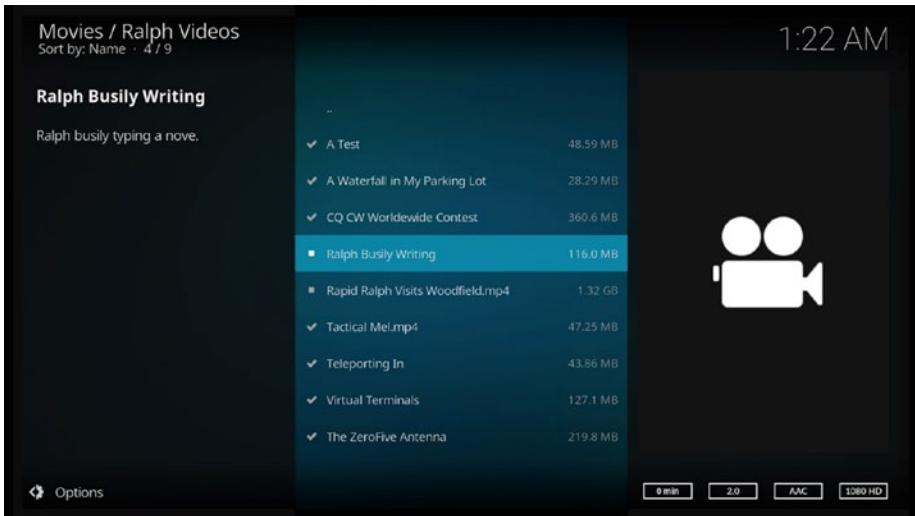 Movies / Ralph Videos
Sort by: Name · 4 / 9
1:22 AM
Ralph Busily Writing
Ralph busily typing a nove.
..
A Test 48.59 MB
A Waterfall in My Parking Lot 28.29 MB
CQ CW Worldewide Contest 360.6 MB
Ralph Busily Writing 116.0 MB
Rapid Ralph Visits Woodfield.mp4 1.32 GB
Tactical Mel.mp4 47.25 MB
Teleporting In 43.86 MB
Virtual Terminals 127.1 MB
The ZeroFive Antenna 219.8 MB
Options
0 min 2.0 AAC 1080 HD